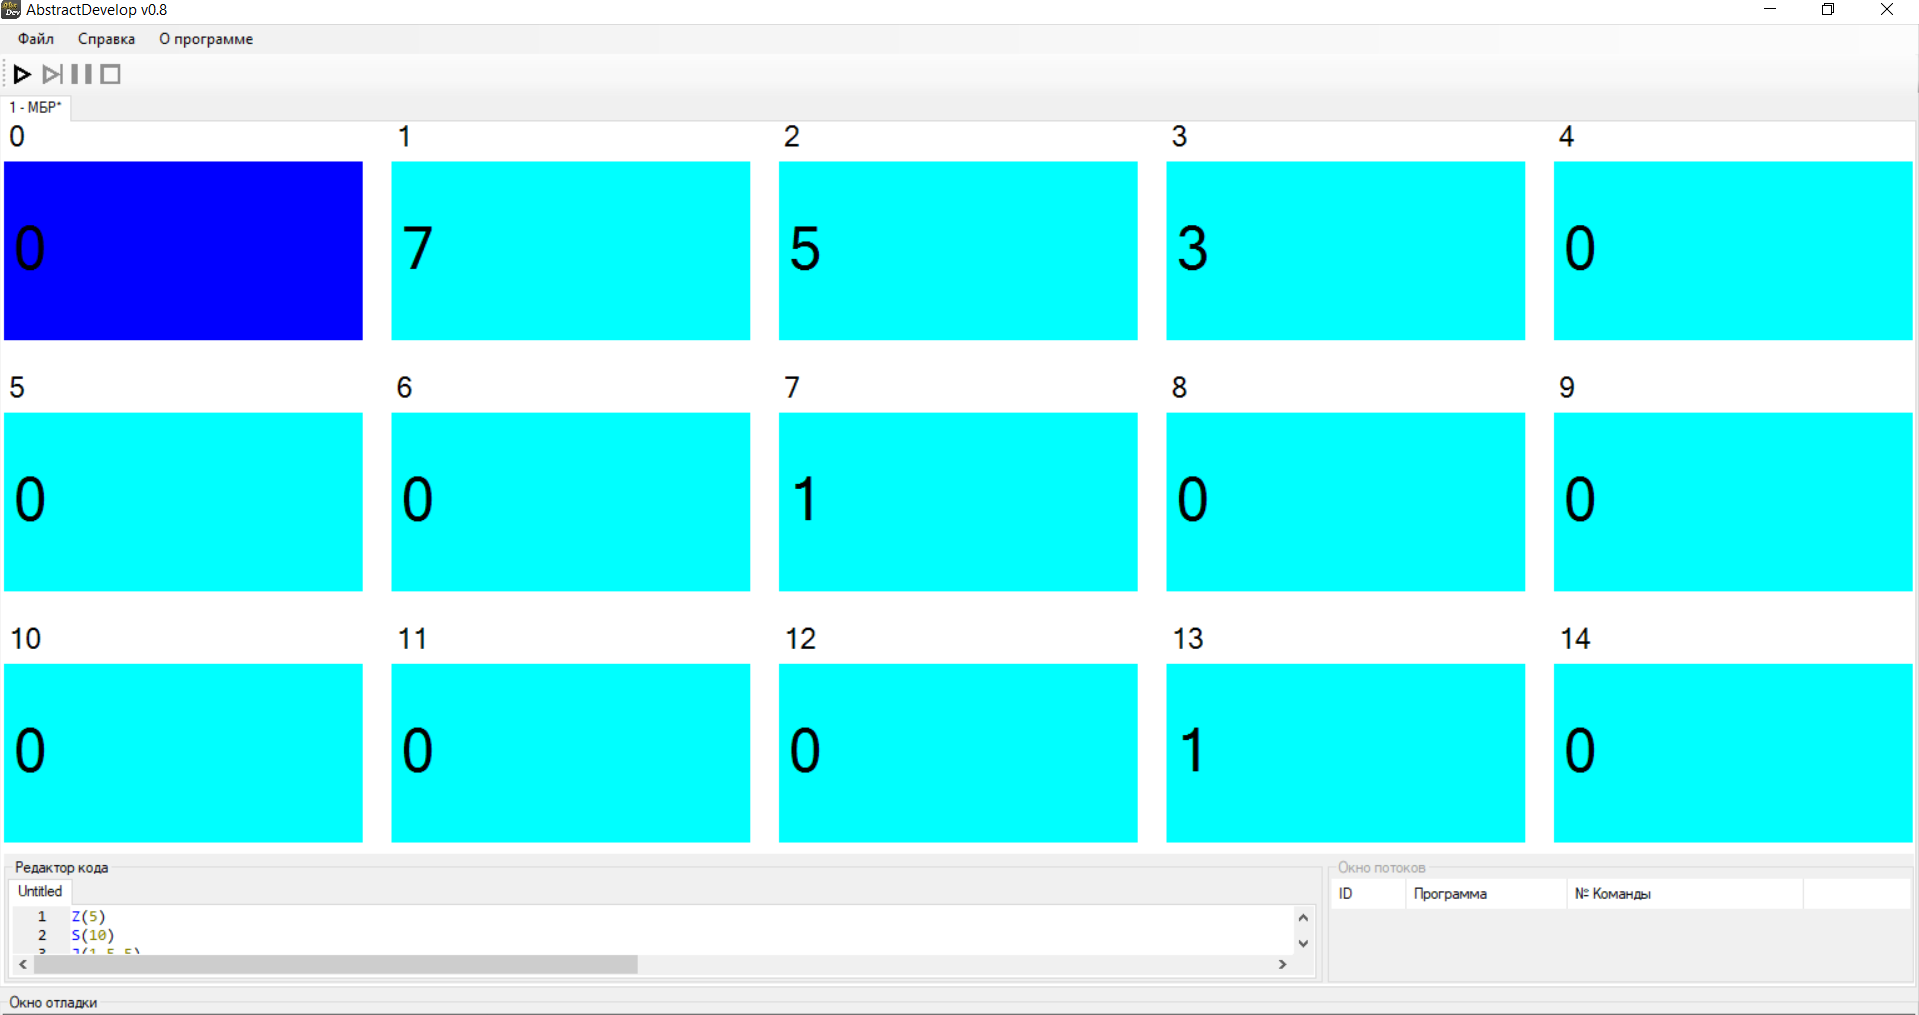 AbstractDevelop v0.8
Файл Справка О программе
1 - МБР*
0 1 2 3 4
0 7 5 3 0
5 6 7 8 9
0 0 1 0 0
10 11 12 13 14
0 0 0 1 0
Редактор кода
Untitled
1 Z(5)
2 S(10)
Окно потоков
ID Программа № Команды
Окно отладки